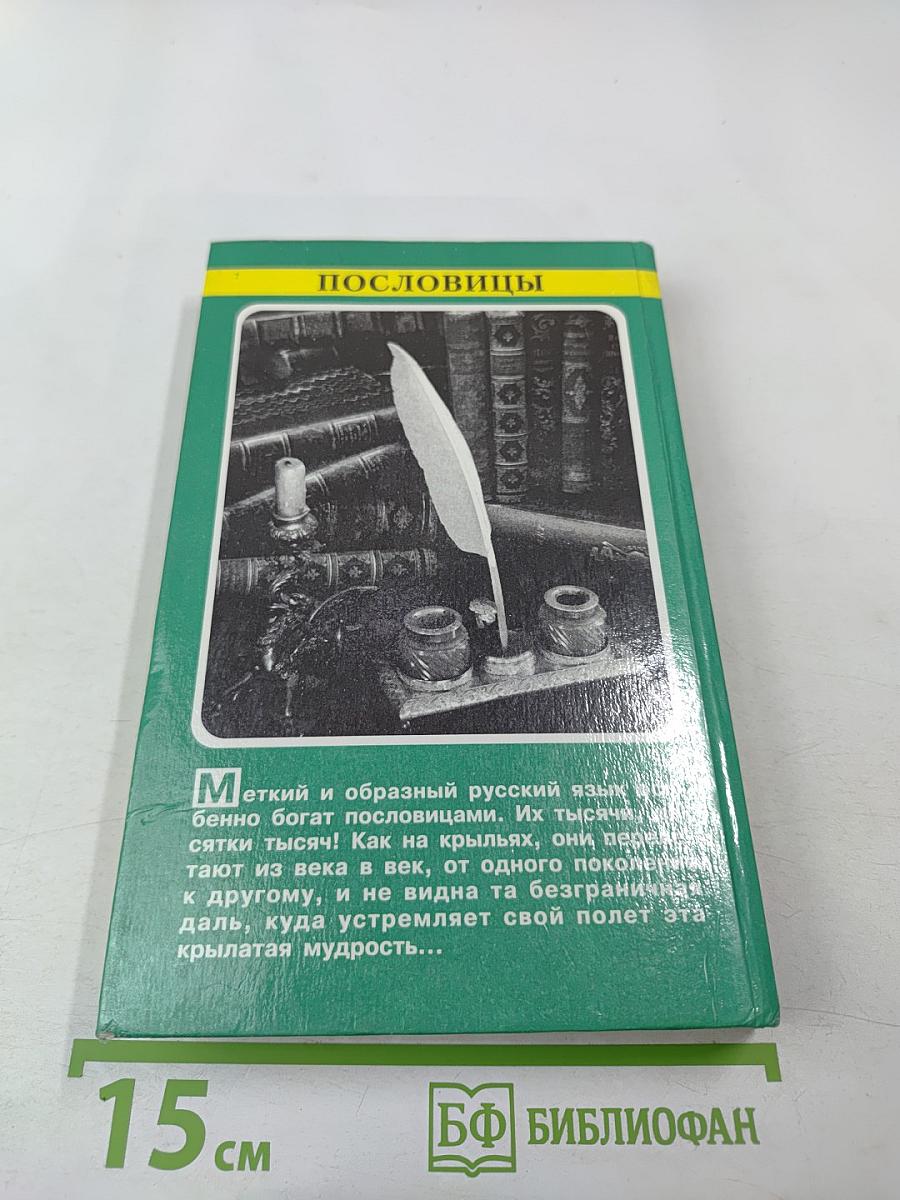 ПОСЛОВИЦЫ
Меткий и образный русский язык
бенно богат пословицами. Их тысячи,
сятки тысяч! Как на крыльях, они
тают из века в век, от одного поколения
к другому, и не видна та безграничная
даль, куда устремляет свой полет эта
крылатая мудрость...
15 см
БФ БИБЛИОФАН